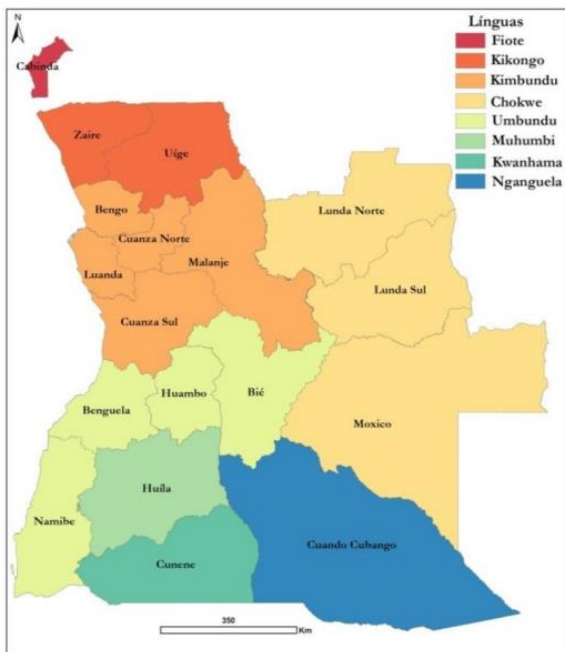 N
Línguas
Fiote
Kikongo
Kimbundu
Chokwe
Umbundu
Muhumbi
Kwanhama
Nganguela
Cabinda
Zaire
Uíge
Bengo
Cuanza Norte
Luanda
Malanje
Cuanza Sul
Lunda Norte
Lunda Sul
Benguela
Huambo
Bié
Moxico
Namibe
Huíla
Cunene
Cuando Cubango
350
Km